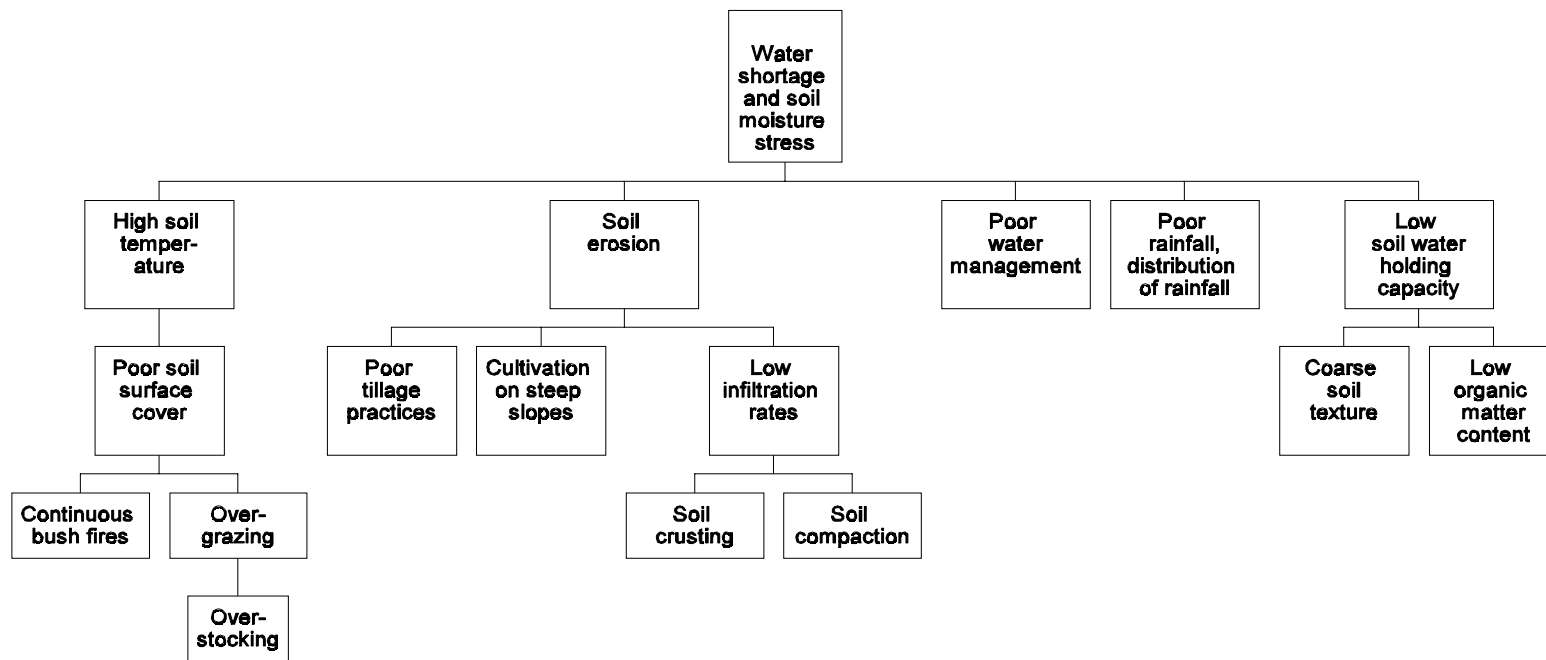 Water
shortage
and soil
moisture
stress
High soil
temper-
ature
Soil
erosion
Poor
water
management
Poor
rainfall,
distribution
of rainfall
Low
soil water
holding
capacity
Poor soil
surface
cover
Poor
tillage
practices
Cultivation
on steep
slopes
Low
infiltration
rates
Coarse
soil
texture
Low
organic
matter
content
Continuous
bush fires
Over-
grazing
Soil
crusting
Soil
compaction
Over-
stocking